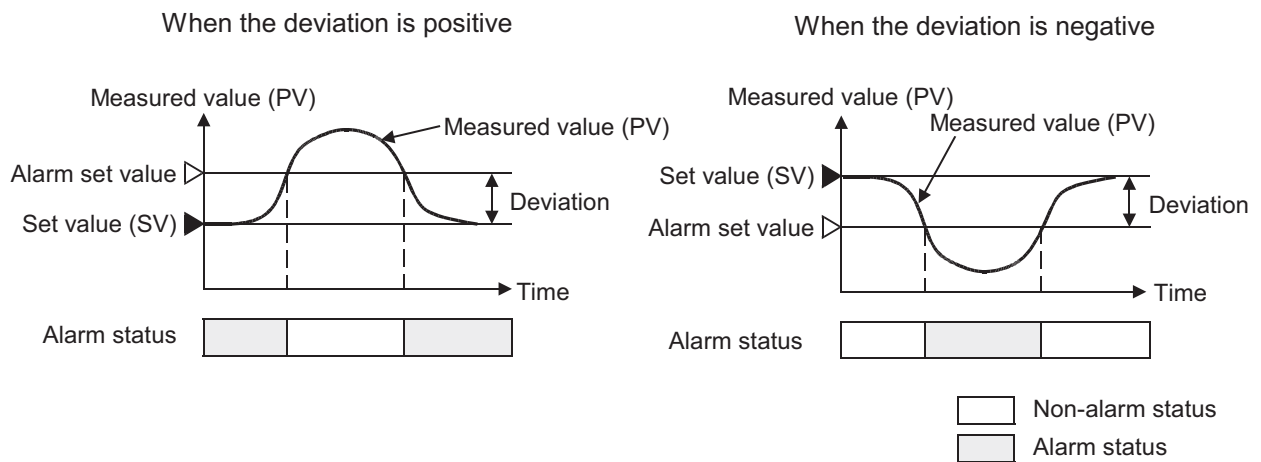 When the deviation is positive
Measured value (PV)
Measured value (PV)
Alarm set value
Deviation
Set value (SV)
Time
Alarm status
When the deviation is negative
Measured value (PV)
Measured value (PV)
Set value (SV)
Deviation
Alarm set value
Time
Alarm status
Non-alarm status
Alarm status